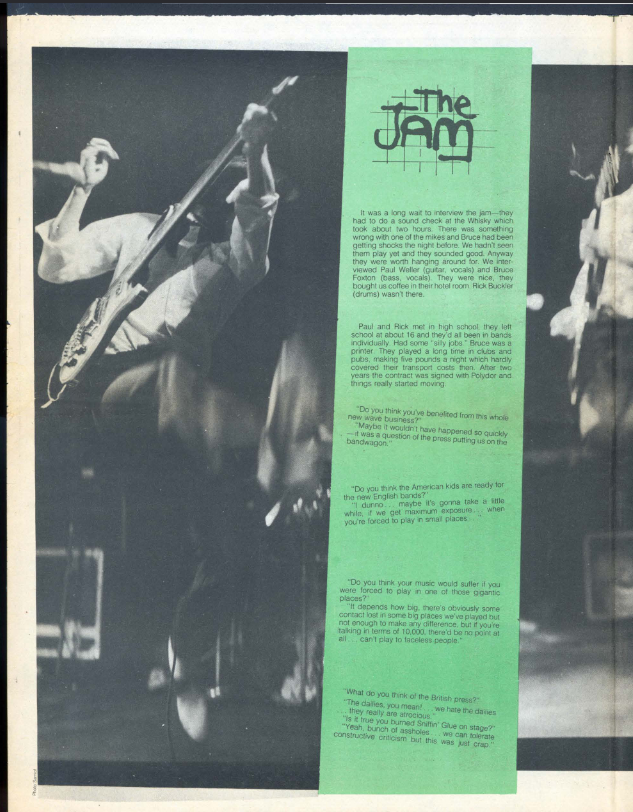 The
JAM
It was a long wait to interview the jam—they
had to do a sound check at the Whisky which
took about two hours. There was something
wrong with one of the mikes and Bruce had been
getting shocks the night before. We hadn't seen
them play yet and they sounded good. Anyway
they were worth hanging around for. We inter-
viewed Paul Weller (guitar, vocals) and Bruce
Foxton (bass, vocals). They were nice, they
bought us coffee in their hotel room. Rick Buckler
(drums) wasn't there.
Paul and Rick met in high school, they left
school at about 16 and they'd all been in bands
individually. Had some "silly jobs." Bruce was a
printer. They played a long time in clubs and
pubs, making five pounds a night which hardly
covered their transport costs then. After two
years the contract was signed with Polydor and
things really started moving.
"Do you think you've benefited from this whole
new wave business?"
"Maybe it wouldn't have happened so quickly
—it was a question of the press putting us on the
bandwagon."
"Do you think the American kids are ready for
the new English bands?"
"I dunno... maybe it's gonna take a little
while, if we get maximum exposure... when
you're forced to play in small places."
"Do you think your music would suffer if you
were forced to play in one of those gigantic
places?"
"It depends how big, there's obviously some
contact lost in some big places we've played but
not enough to make any difference, but if you're
talking in terms of 10,000, there'd be no point at
all... can't play to faceless people."
"What do you think of the British press?"
"The dailies, you mean? ...we hate the dailies
...they really are atrocious."
"Is it true you burned Sniffin' Glue on stage?"
"Yeah, bunch of assholes... we can tolerate
constructive criticism but this was just crap."
Photo: